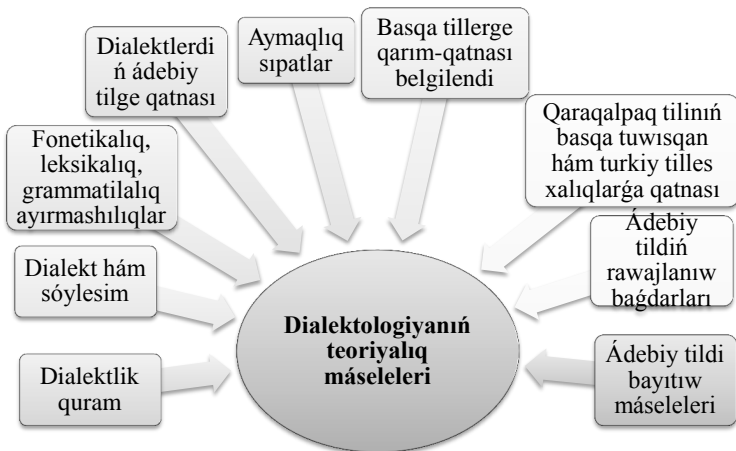 Dialektlerdi
ń ádebiy
tilge qatnası
Aymaqlıq
sıpatlar
Basqa tillerge
qarım-qatnası
belgilendi
Fonetikalıq,
leksikalıq,
grammatilalıq
ayırmashılıqlar
Qaraqalpaq tilinıń
basqa tuwısqan
hám turkiy tilles
xalıqlarǵa qatnası
Dialekt hám
sóylesim
Ádebiy
tildiń
rawajlanıw
baǵdarları
Dialektlik
quram
Dialektologiyanıń
teoriyalıq
máseleleri
Ádebiy tildi
bayıtıw
máseleleri